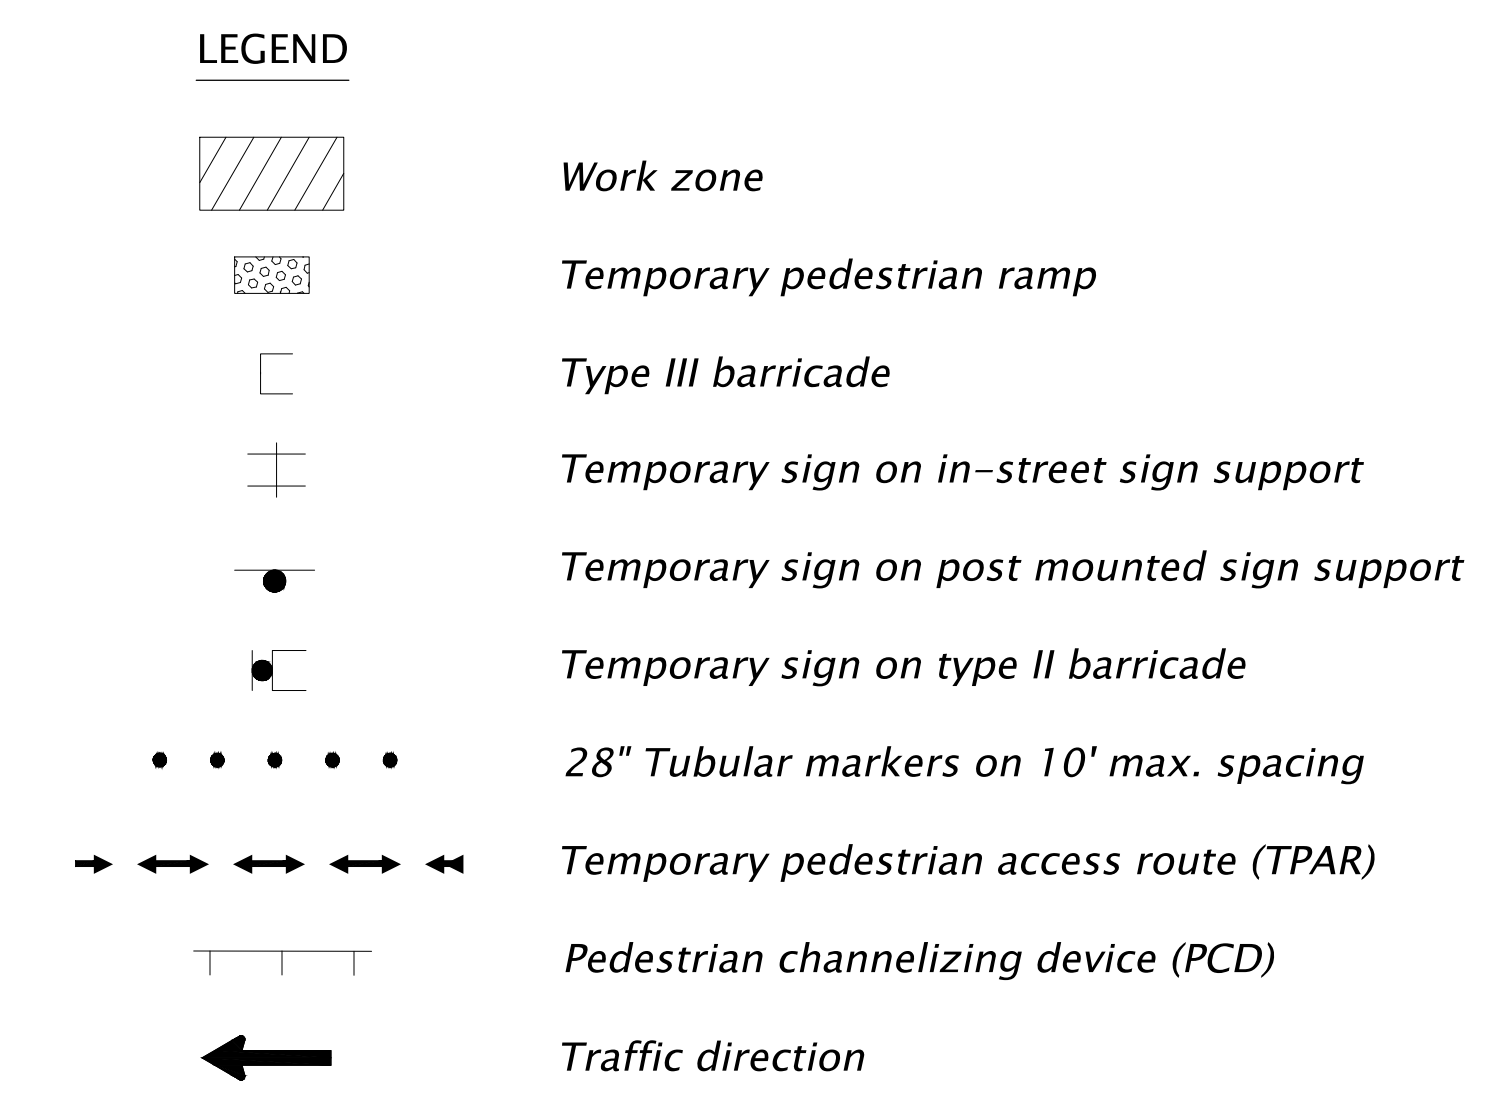 LEGEND
Work zone
Temporary pedestrian ramp
Type III barricade
Temporary sign on in-street sign support
Temporary sign on post mounted sign support
Temporary sign on type II barricade
28" Tubular markers on 10' max. spacing
Temporary pedestrian access route (TPAR)
Pedestrian channelizing device (PCD)
Traffic direction